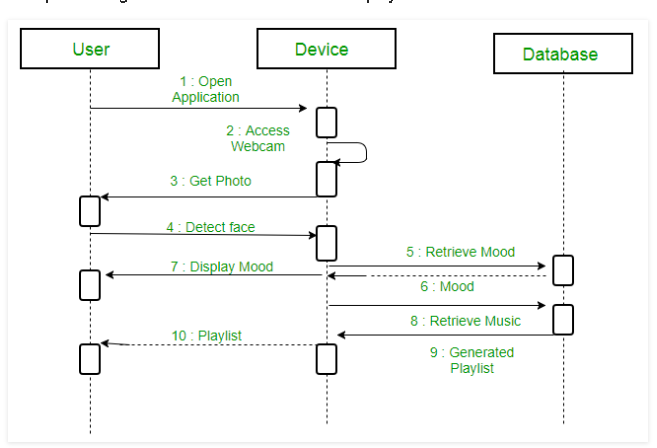 User
Device
Database
1 : Open
Application
2 : Access
Webcam
3 : Get Photo
4 : Detect face
5 : Retrieve Mood
7 : Display Mood
6 : Mood
8 : Retrieve Music
10 : Playlist
9 : Generated
Playlist